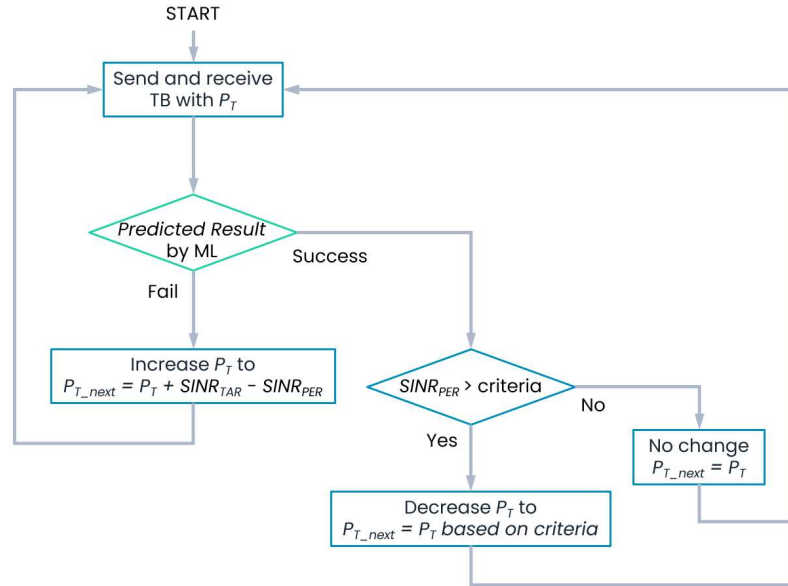 START
Send and receive
TB with P_T
Predicted Result
by ML
Success
Fail
Increase P_T to
P_T_next = P_T + SINR_TAR - SINR_PER
SINR_PER > criteria
No
Yes
No change
P_T_next = P_T
Decrease P_T to
P_T_next = P_T based on criteria